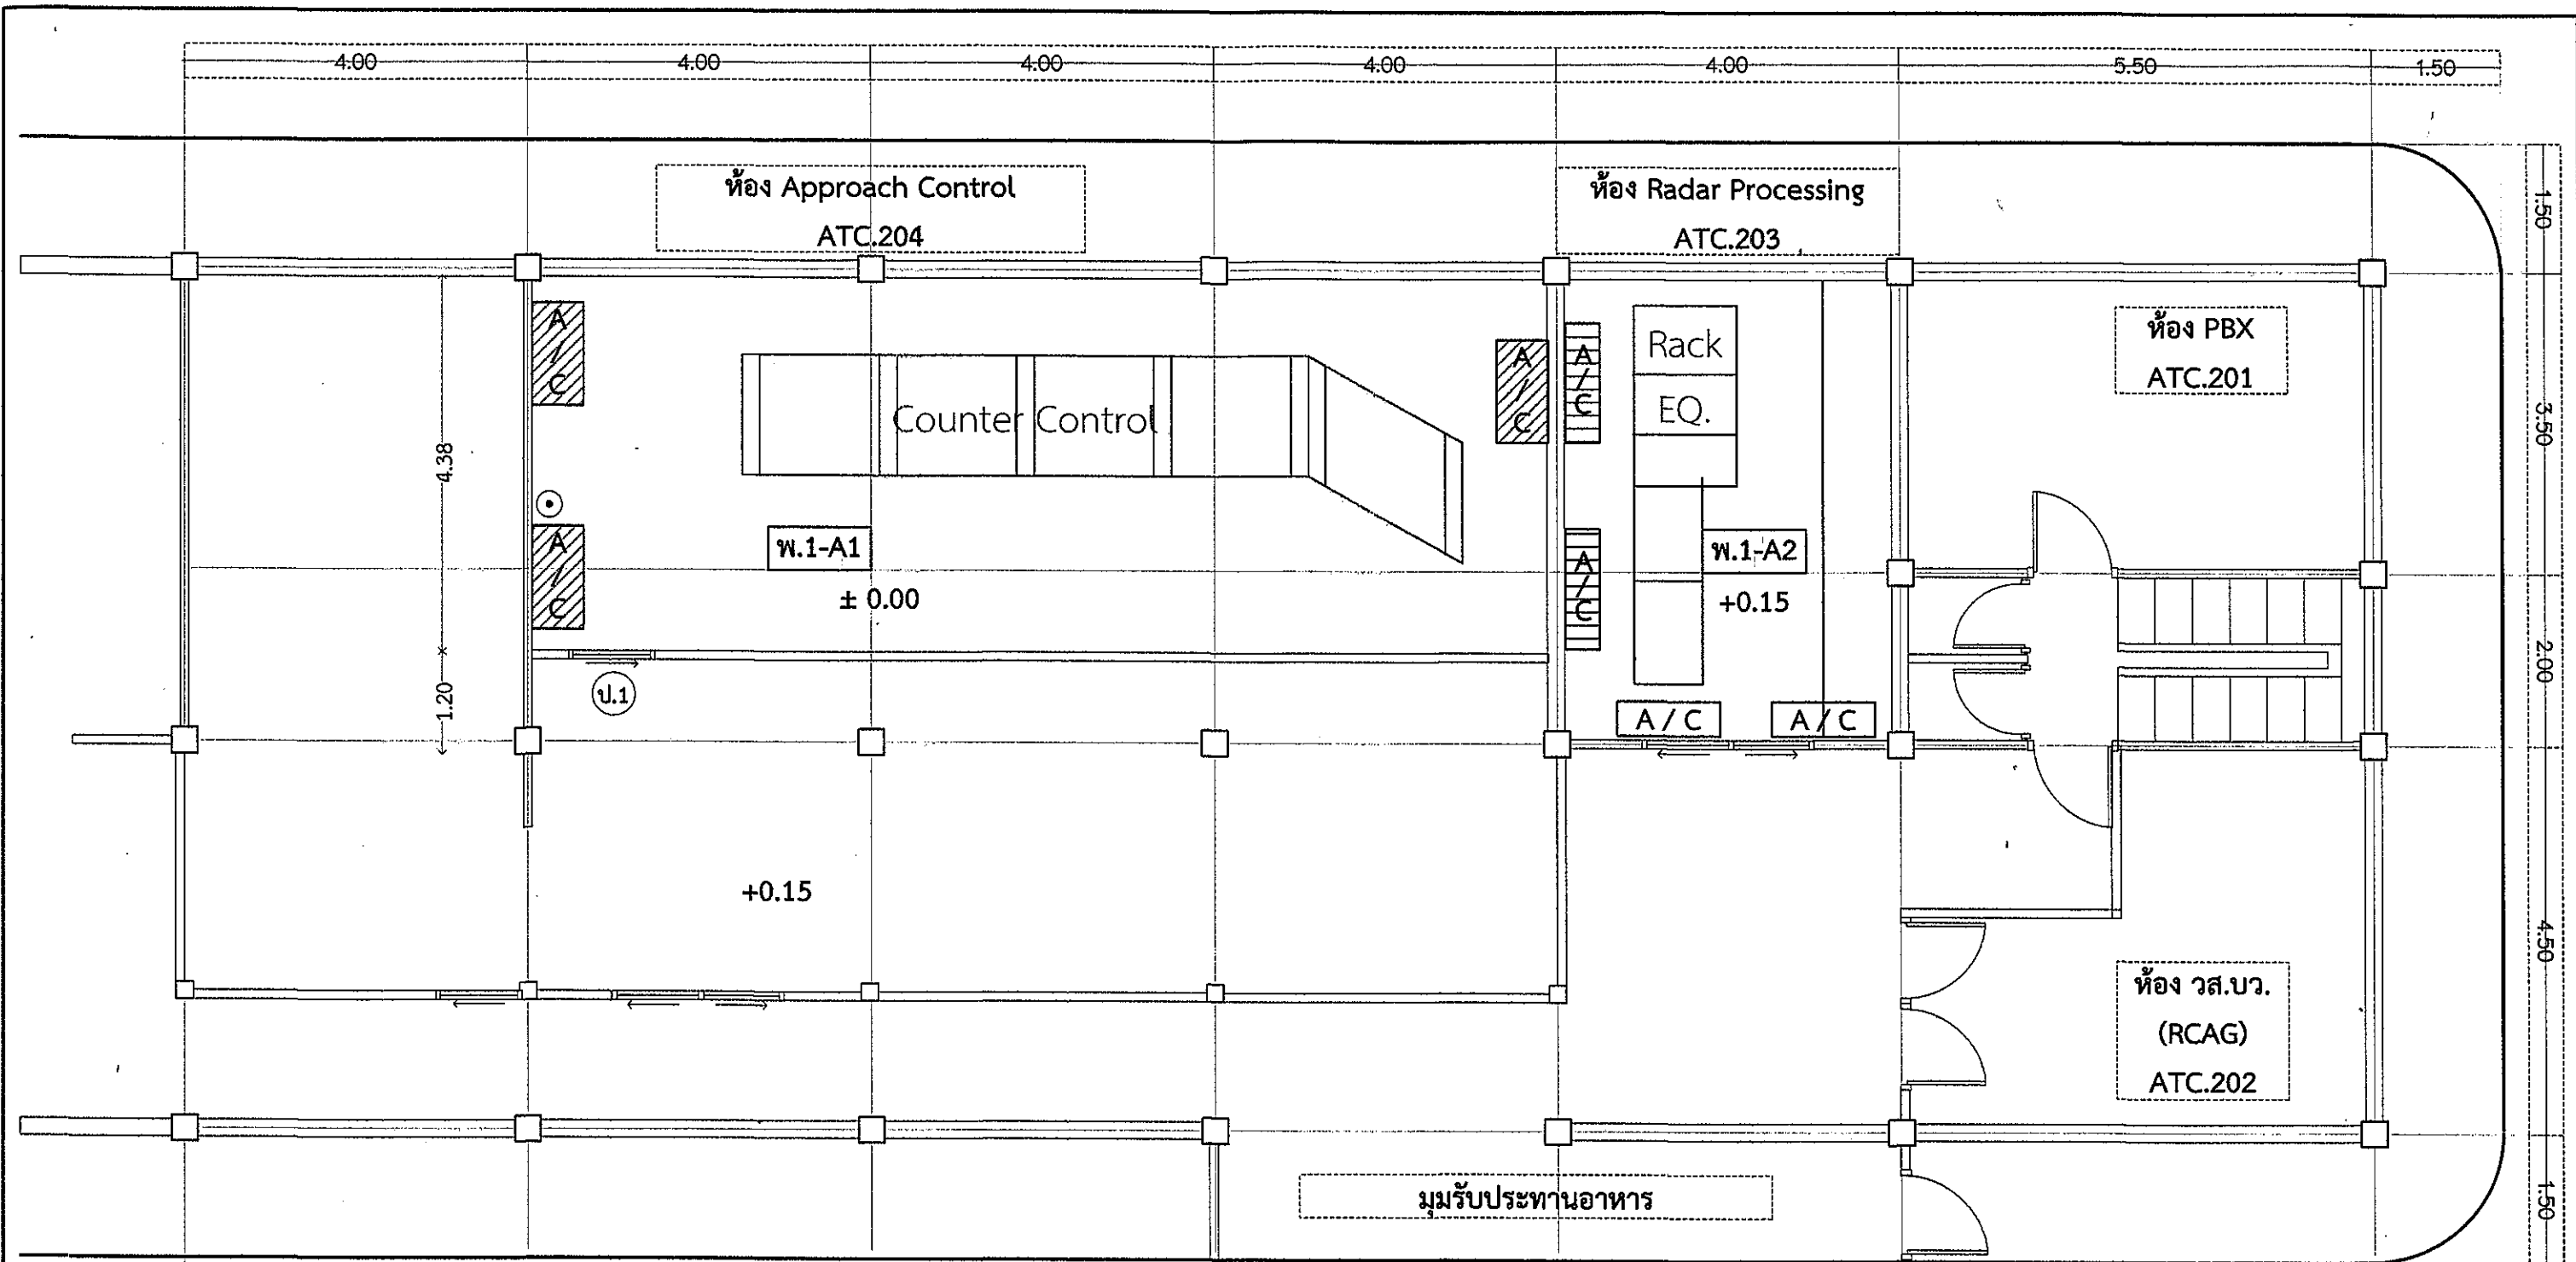 4.00
4.00
4.00
4.00
4.00
5.50
1.50
ห้อง Approach Control
ATC.204
ห้อง Radar Processing
ATC.203
1.50
ห้อง PBX
ATC.201
A
/
C
A
/
C
A
/
C
Rack
EQ.
Counter Control
3.50
4.38
A
/
C
A
/
C
พ.1-A1
พ.1-A2
± 0.00
+0.15
2.00
1.20
ป.1
A / C
A / C
+0.15
4.50
ห้อง วส.บว.
(RCAG)
ATC.202
มุมรับประทานอาหาร
1.50